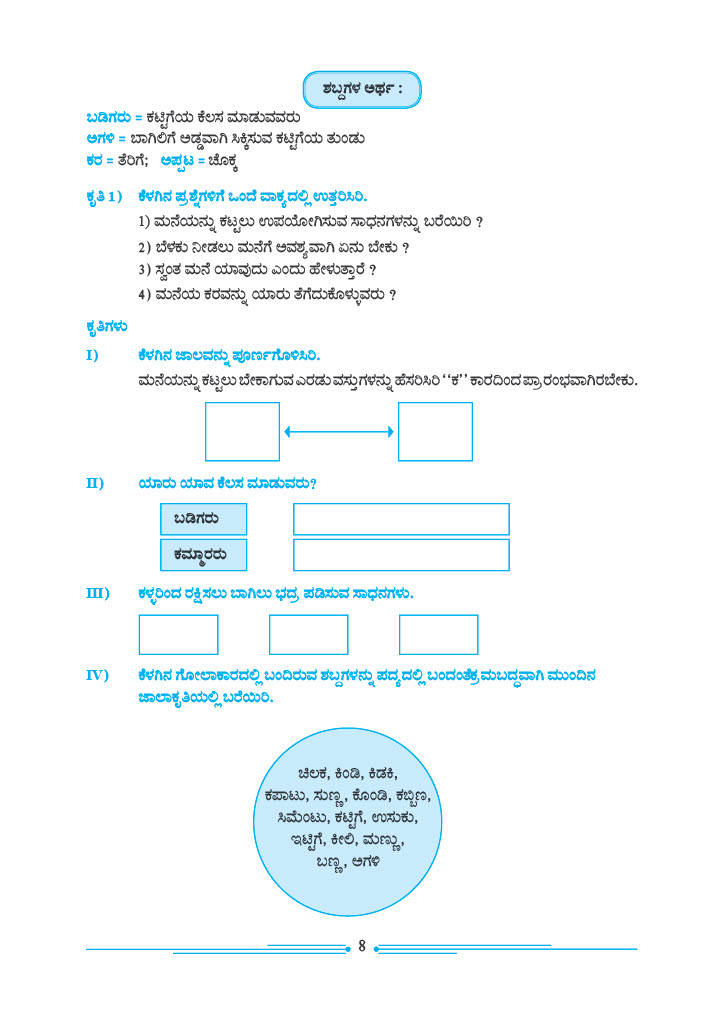 ಶಬ್ದಗಳ ಅರ್ಥ :
ಬಡಿಗರು = ಕಟ್ಟಿಗೆಯ ಕೆಲಸ ಮಾಡುವವರು
ಅಗಳಿ = ಬಾಗಿಲಿಗೆ ಅಡ್ಡವಾಗಿ ಸಿಕ್ಕಿಸುವ ಕಟ್ಟಿಗೆಯ ತುಂಡು
ಕರ = ತೆರಿಗೆ; ಅಪ್ಪಟ = ಚೊಕ್ಕ
ಕೃತಿ 1) ಕೆಳಗಿನ ಪ್ರಶ್ನೆಗಳಿಗೆ ಒಂದೆ ವಾಕ್ಯದಲ್ಲಿ ಉತ್ತರಿಸಿರಿ.
1) ಮನೆಯನ್ನು ಕಟ್ಟಲು ಉಪಯೋಗಿಸುವ ಸಾಧನಗಳನ್ನು ಬರೆಯಿರಿ ?
2) ಬೆಳಕು ನೀಡಲು ಮನೆಗೆ ಅವಶ್ಯವಾಗಿ ಏನು ಬೇಕು ?
3) ಸ್ವಂತ ಮನೆ ಯಾವುದು ಎಂದು ಹೇಳುತ್ತಾರೆ ?
4) ಮನೆಯ ಕರವನ್ನು ಯಾರು ತೆಗೆದುಕೊಳ್ಳುವರು ?
ಕೃತಿಗಳು
I) ಕೆಳಗಿನ ಜಾಲವನ್ನು ಪೂರ್ಣಗೊಳಿಸಿರಿ.
ಮನೆಯನ್ನು ಕಟ್ಟಲು ಬೇಕಾಗುವ ಎರಡು ವಸ್ತುಗಳನ್ನು ಹೆಸರಿಸಿರಿ ‘‘ಕ’’ ಕಾರದಿಂದ ಪ್ರಾರಂಭವಾಗಿರಬೇಕು.
II) ಯಾರು ಯಾವ ಕೆಲಸ ಮಾಡುವರು?
ಬಡಿಗರು
ಕಮ್ಮಾರರು
III) ಕಳ್ಳರಿಂದ ರಕ್ಷಿಸಲು ಬಾಗಿಲು ಭದ್ರ ಪಡಿಸುವ ಸಾಧನಗಳು.
IV) ಕೆಳಗಿನ ಗೋಲಾಕಾರದಲ್ಲಿ ಬಂದಿರುವ ಶಬ್ದಗಳನ್ನು ಪದ್ಯದಲ್ಲಿ ಬಂದಂತೆಕ್ರಮಬದ್ಧವಾಗಿ ಮುಂದಿನ
ಜಾಲಾಕೃತಿಯಲ್ಲಿ ಬರೆಯಿರಿ.
ಚಿಲಕ, ಕಿಂಡಿ, ಕಿಡಕಿ,
ಕಪಾಟು, ಸುಣ್ಣ, ಕೊಂಡಿ, ಕಬ್ಬಿಣ,
ಸಿಮೆಂಟು, ಕಟ್ಟಿಗೆ, ಉಸುಕು,
ಇಟ್ಟಿಗೆ, ಕೀಲಿ, ಮಣ್ಣು,
ಬಣ್ಣ, ಅಗಳಿ
8